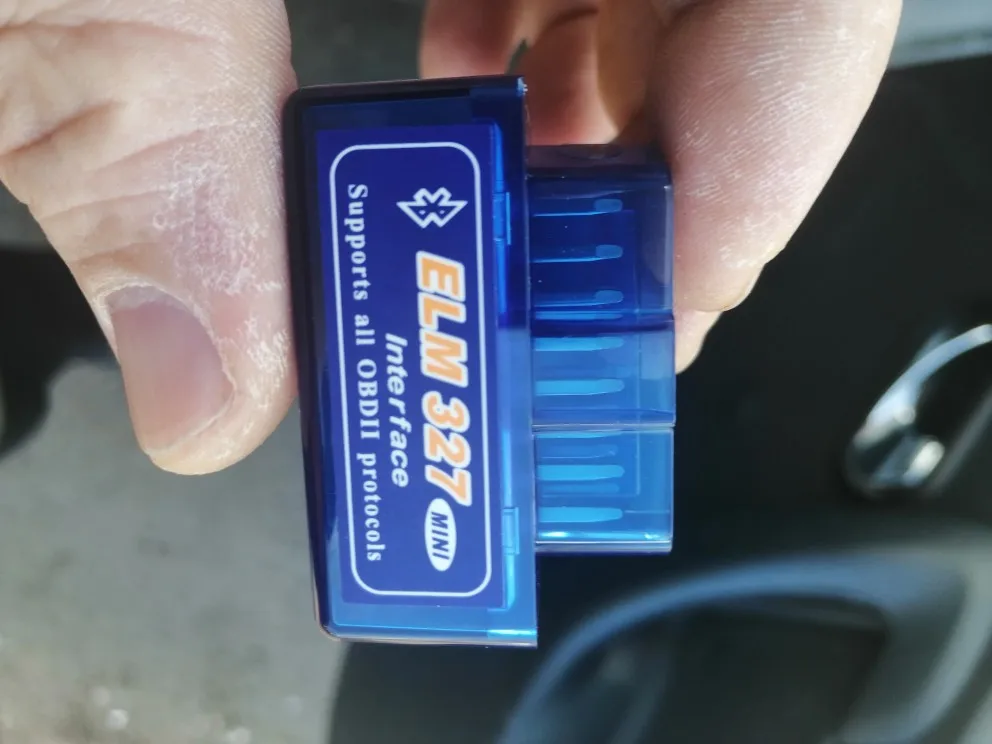 ELM 327 MINI
Interface
Supports all OBDII protocols